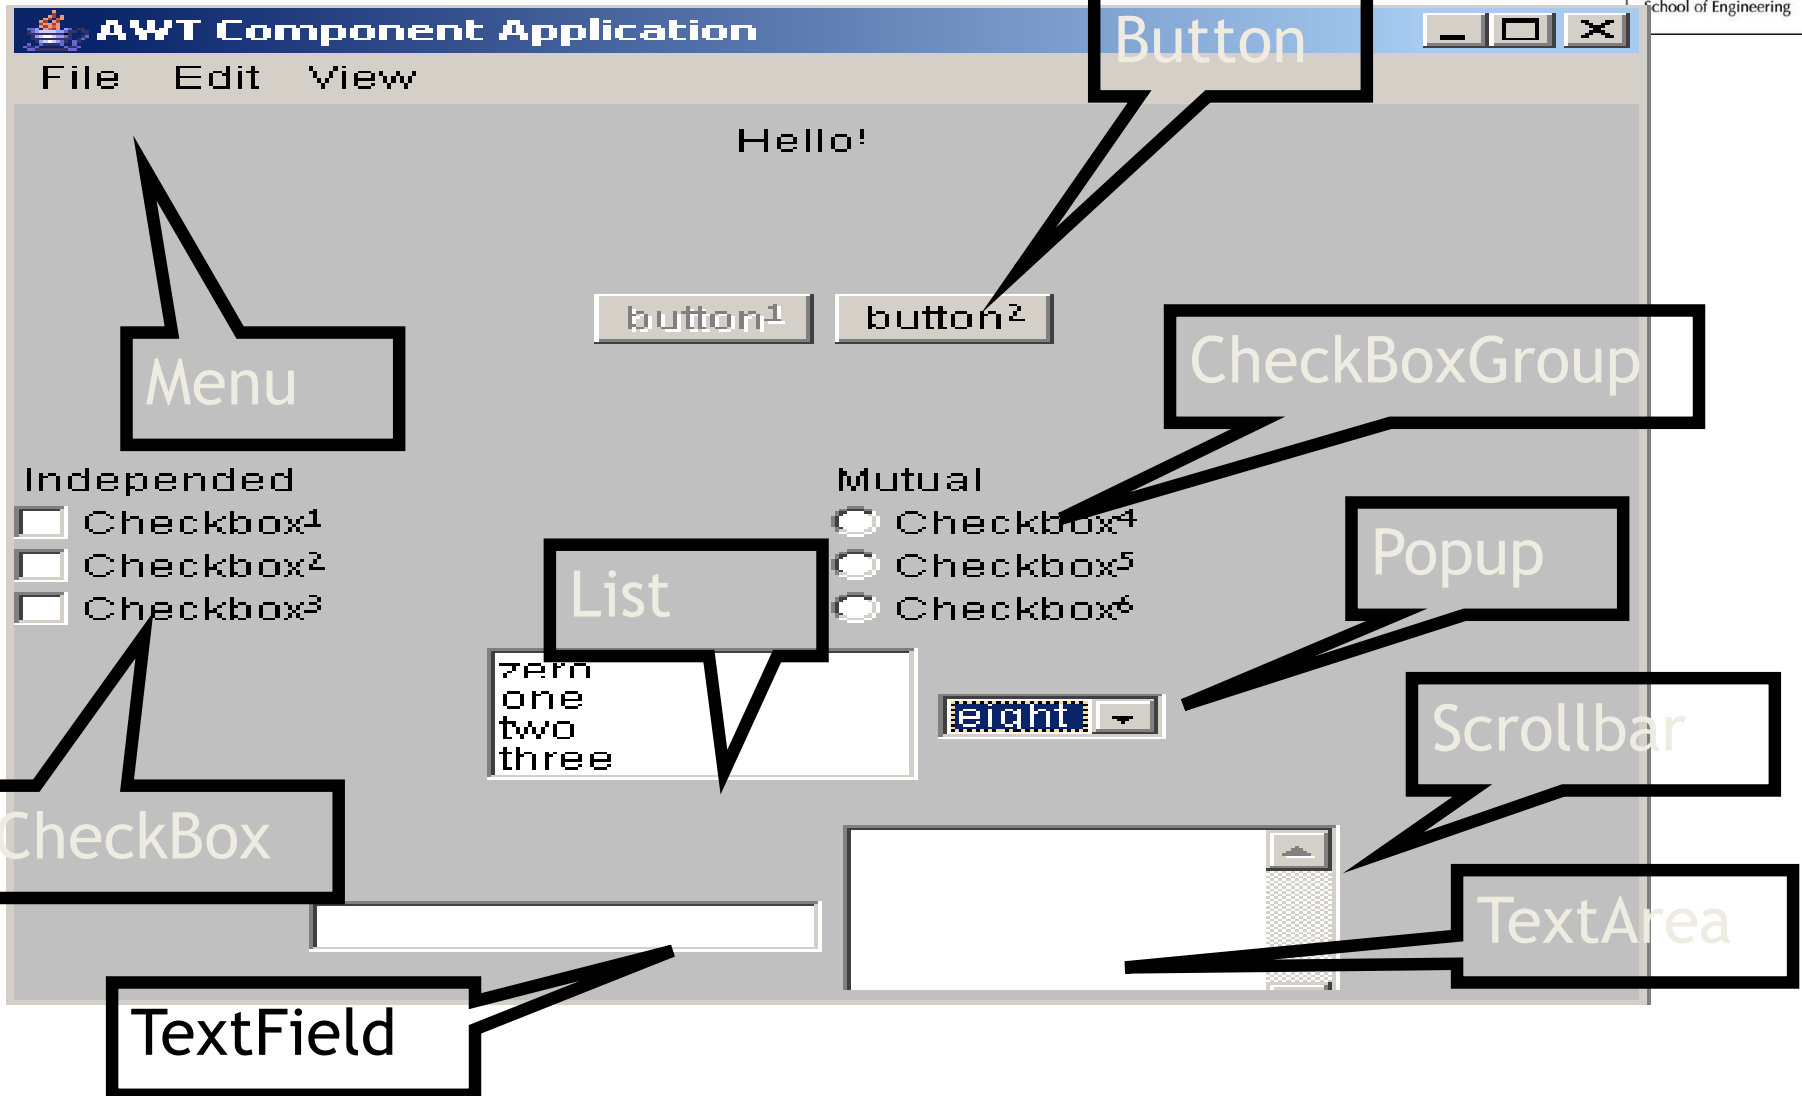 School of Engineering
AWT Component Application
Button
File Edit View
Hello!
button1 button2
CheckBoxGroup
Menu
Independed
Mutual
Checkbox1
Checkbox4
Popup
Checkbox2
Checkbox5
List
Checkbox3
Checkbox6
zero
one
two
three
eight
Scrollbar
CheckBox
TextArea
TextField